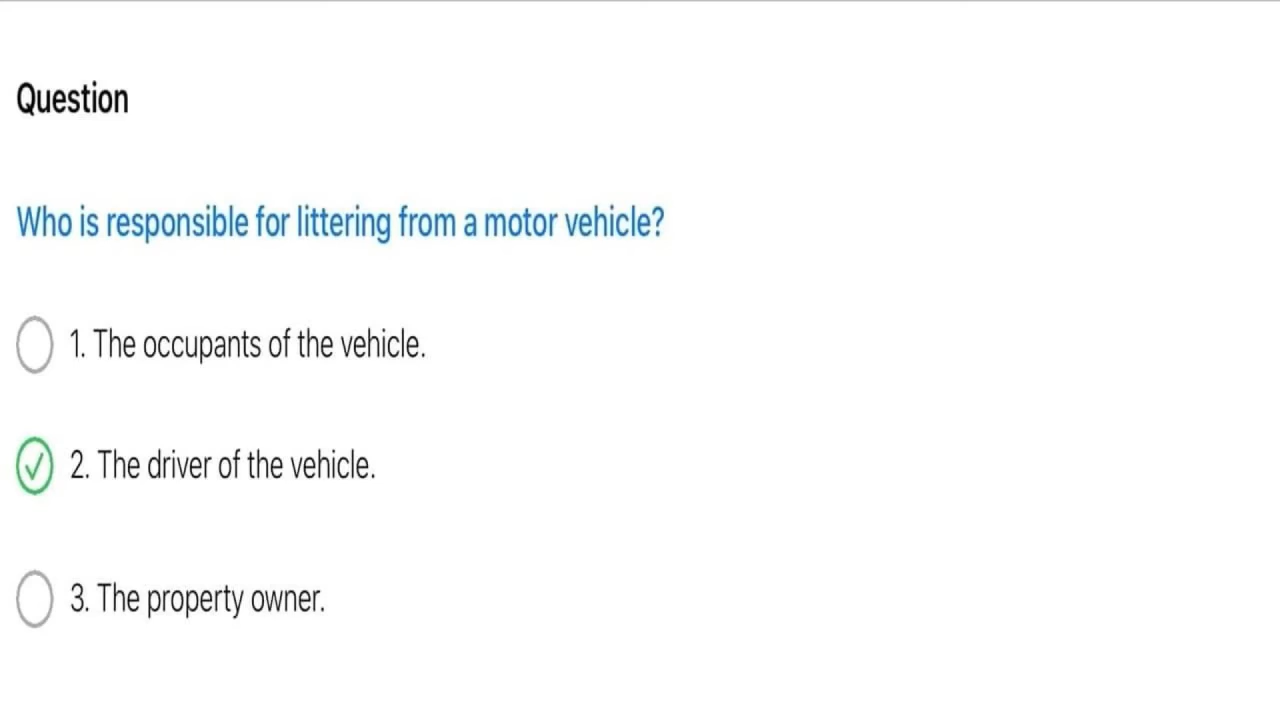 Question
Who is responsible for littering from a motor vehicle?
1. The occupants of the vehicle.
2. The driver of the vehicle.
3. The property owner.